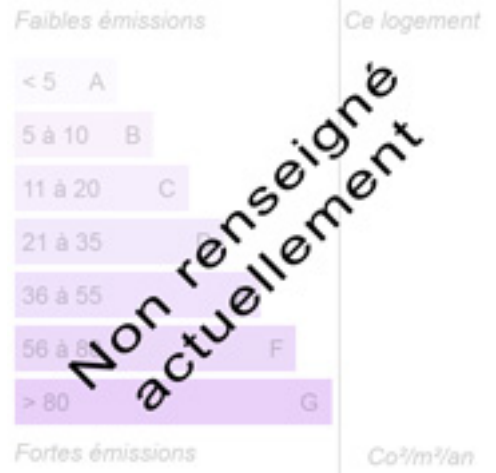 Faibles émissions
Ce logement
< 5 A
5 à 10 B
11 à 20 C
21 à 35 D
36 à 55
56 à 80 F
> 80 G
Fortes émissions
Co²/m²/an
Non renseigné
actuellement